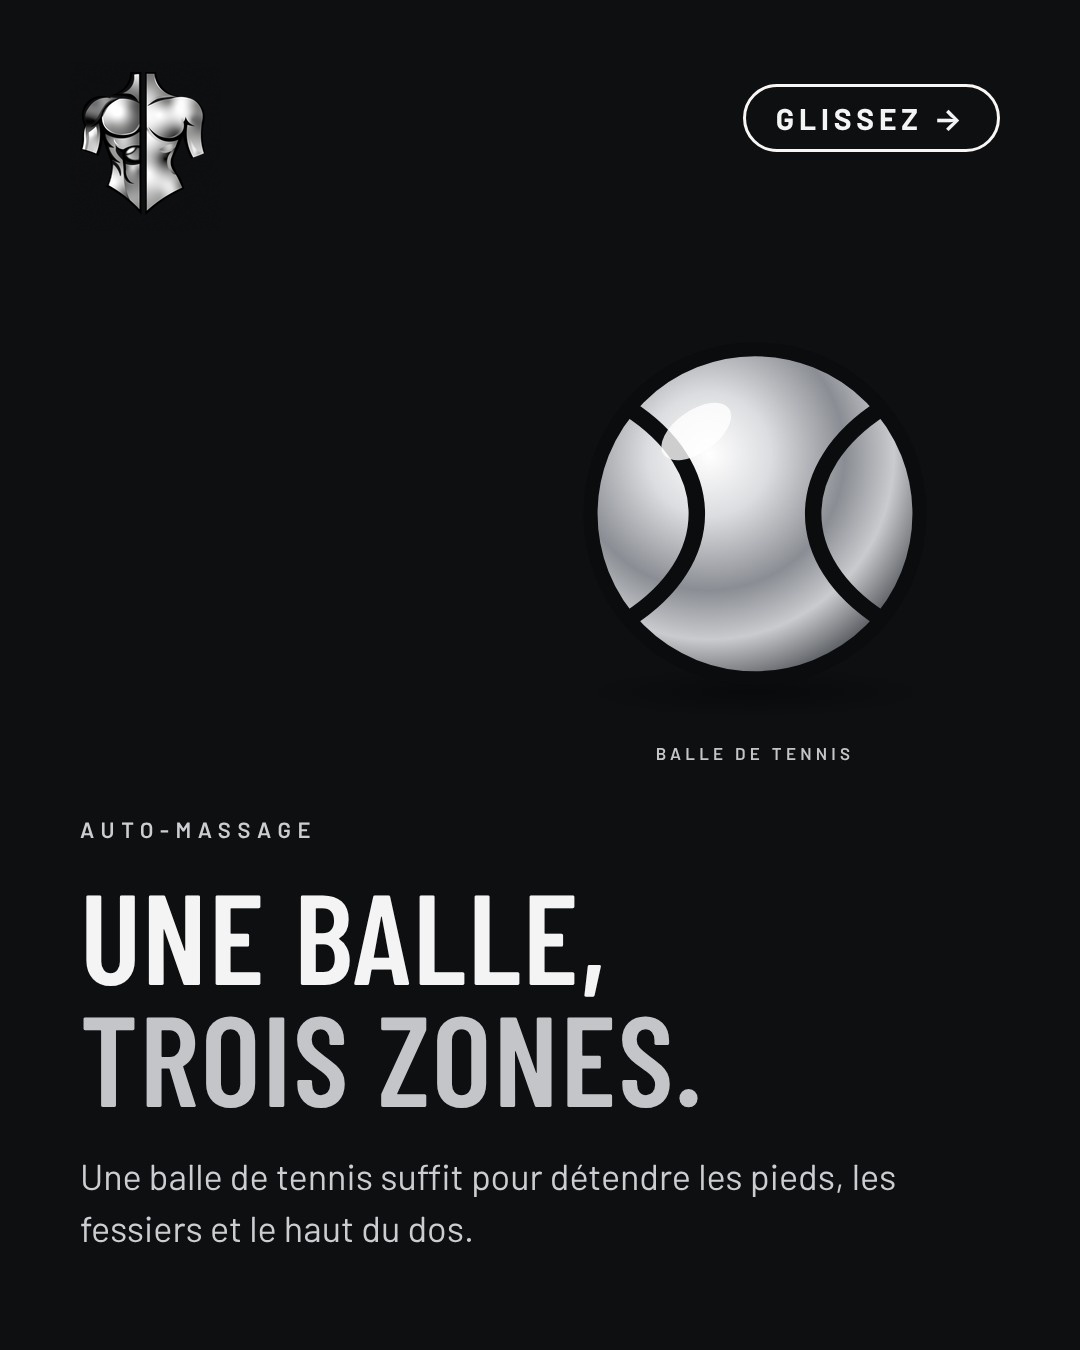 GLISSEZ →
BALLE DE TENNIS
AUTO-MASSAGE
UNE BALLE,
TROIS ZONES.
Une balle de tennis suffit pour détendre les pieds, les
fessiers et le haut du dos.